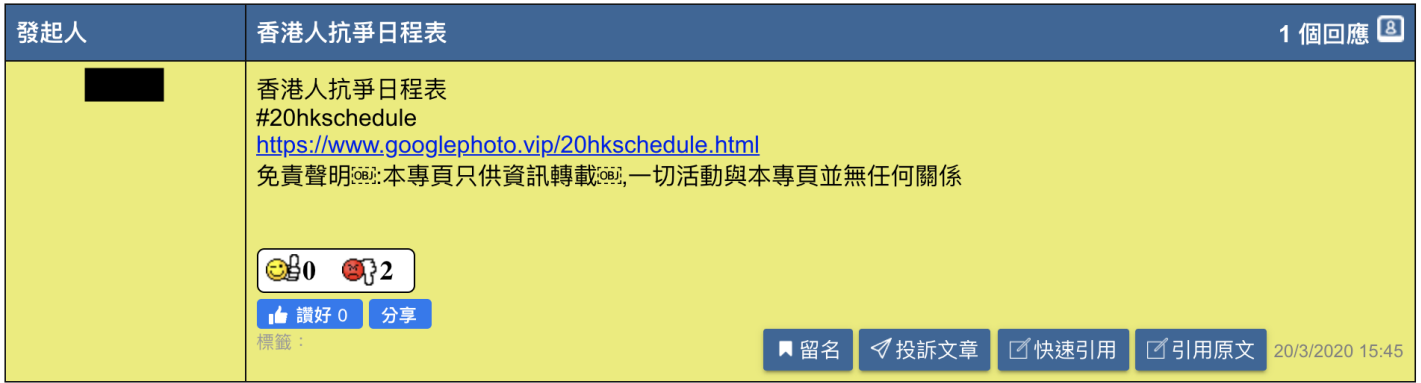 發起人
香港人抗爭日程表
1 個回應
香港人抗爭日程表
#20hkschedule
https://www.googlephoto.vip/20hkschedule.html
免責聲明￼:本專頁只供資訊轉載￼,一切活動與本專頁並無任何關係
0 2
讚好 0 分享
標籤：
留名 投訴文章 快速引用 引用原文 20/3/2020 15:45